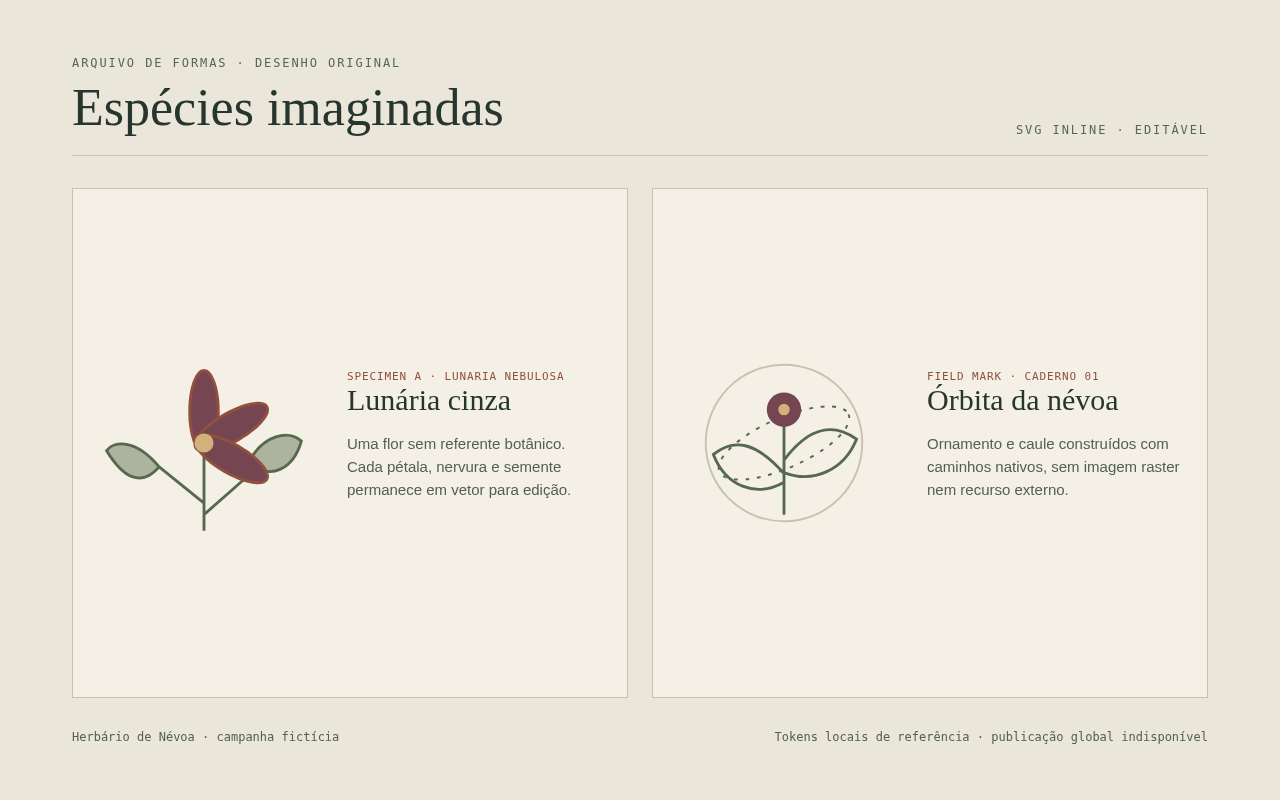 ARQUIVO DE FORMAS · DESENHO ORIGINAL
Espécies imaginadas
SVG INLINE · EDITÁVEL
SPECIMEN A · LUNARIA NEBULOSA
Lunária cinza
Uma flor sem referente botânico.
Cada pétala, nervura e semente
permanece em vetor para edição.
FIELD MARK · CADERNO 01
Órbita da névoa
Ornamento e caule construídos com
caminhos nativos, sem imagem raster
nem recurso externo.
Herbário de Névoa · campanha fictícia
Tokens locais de referência · publicação global indisponível